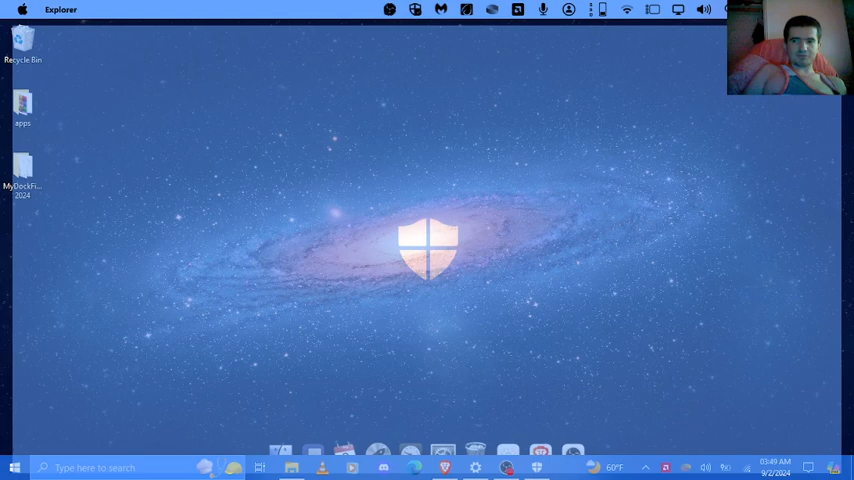 Explorer
Recycle Bin
apps
MyDockFi...
2024
Type here to search
60°F
03:49 AM
9/2/2024